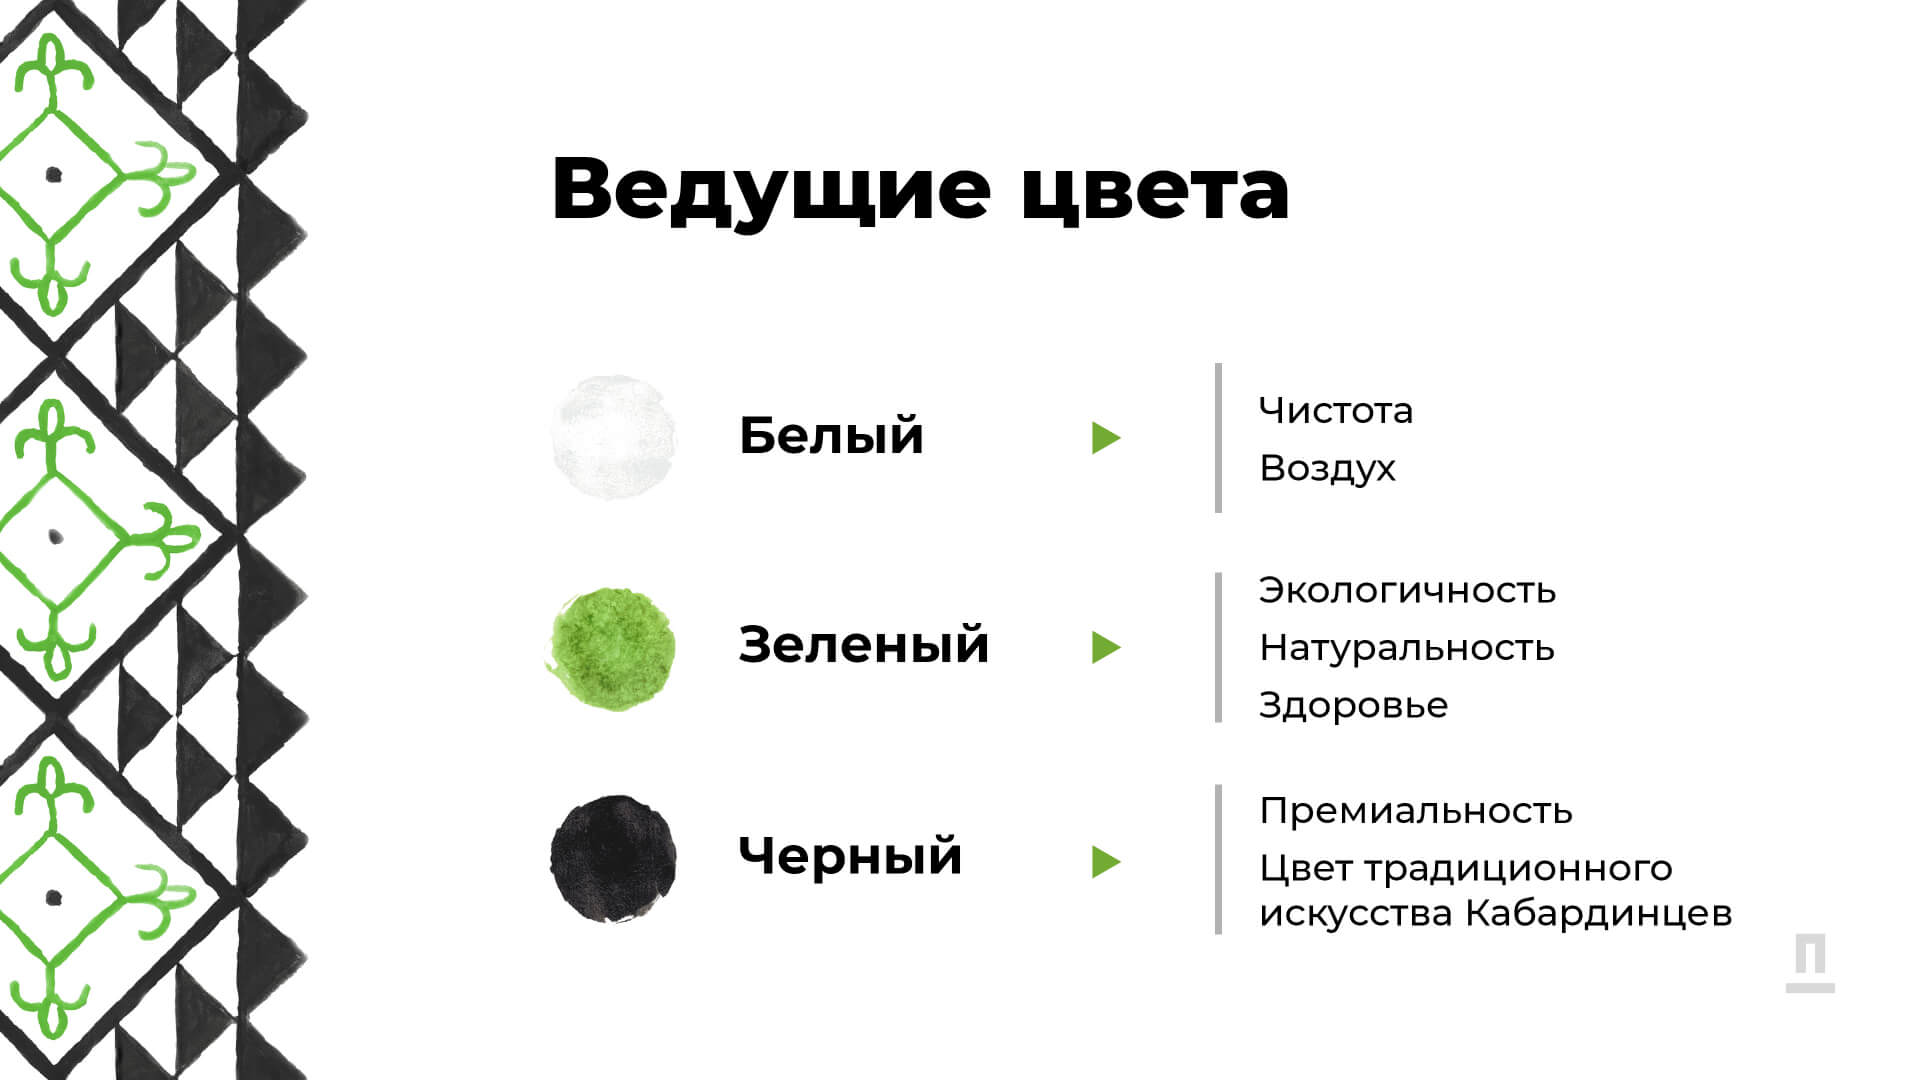 Ведущие цвета
Белый
Чистота
Воздух
Зеленый
Экологичность
Натуральность
Здоровье
Черный
Премиальность
Цвет традиционного
искусства Кабардинцев
П